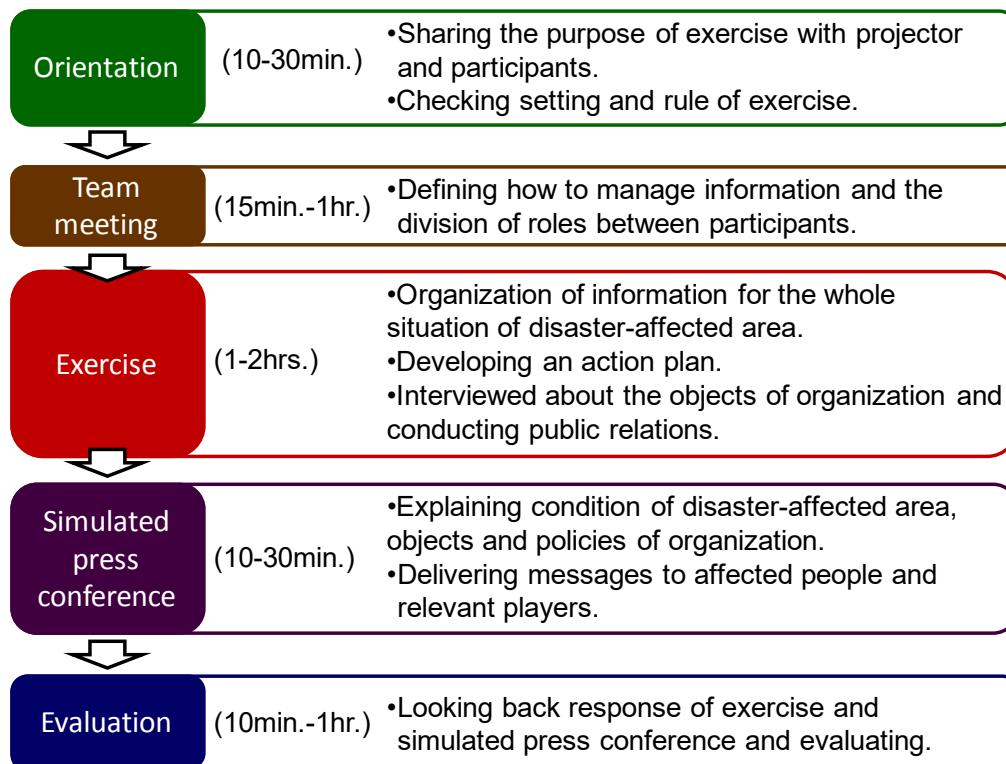 Orientation
(10-30min.)
•Sharing the purpose of exercise with projector
and participants.
•Checking setting and rule of exercise.
Team
meeting
(15min.-1hr.)
•Defining how to manage information and the
division of roles between participants.
Exercise
(1-2hrs.)
•Organization of information for the whole
situation of disaster-affected area.
•Developing an action plan.
•Interviewed about the objects of organization and
conducting public relations.
Simulated
press
conference
(10-30min.)
•Explaining condition of disaster-affected area,
objects and policies of organization.
•Delivering messages to affected people and
relevant players.
Evaluation
(10min.-1hr.)
•Looking back response of exercise and
simulated press conference and evaluating.